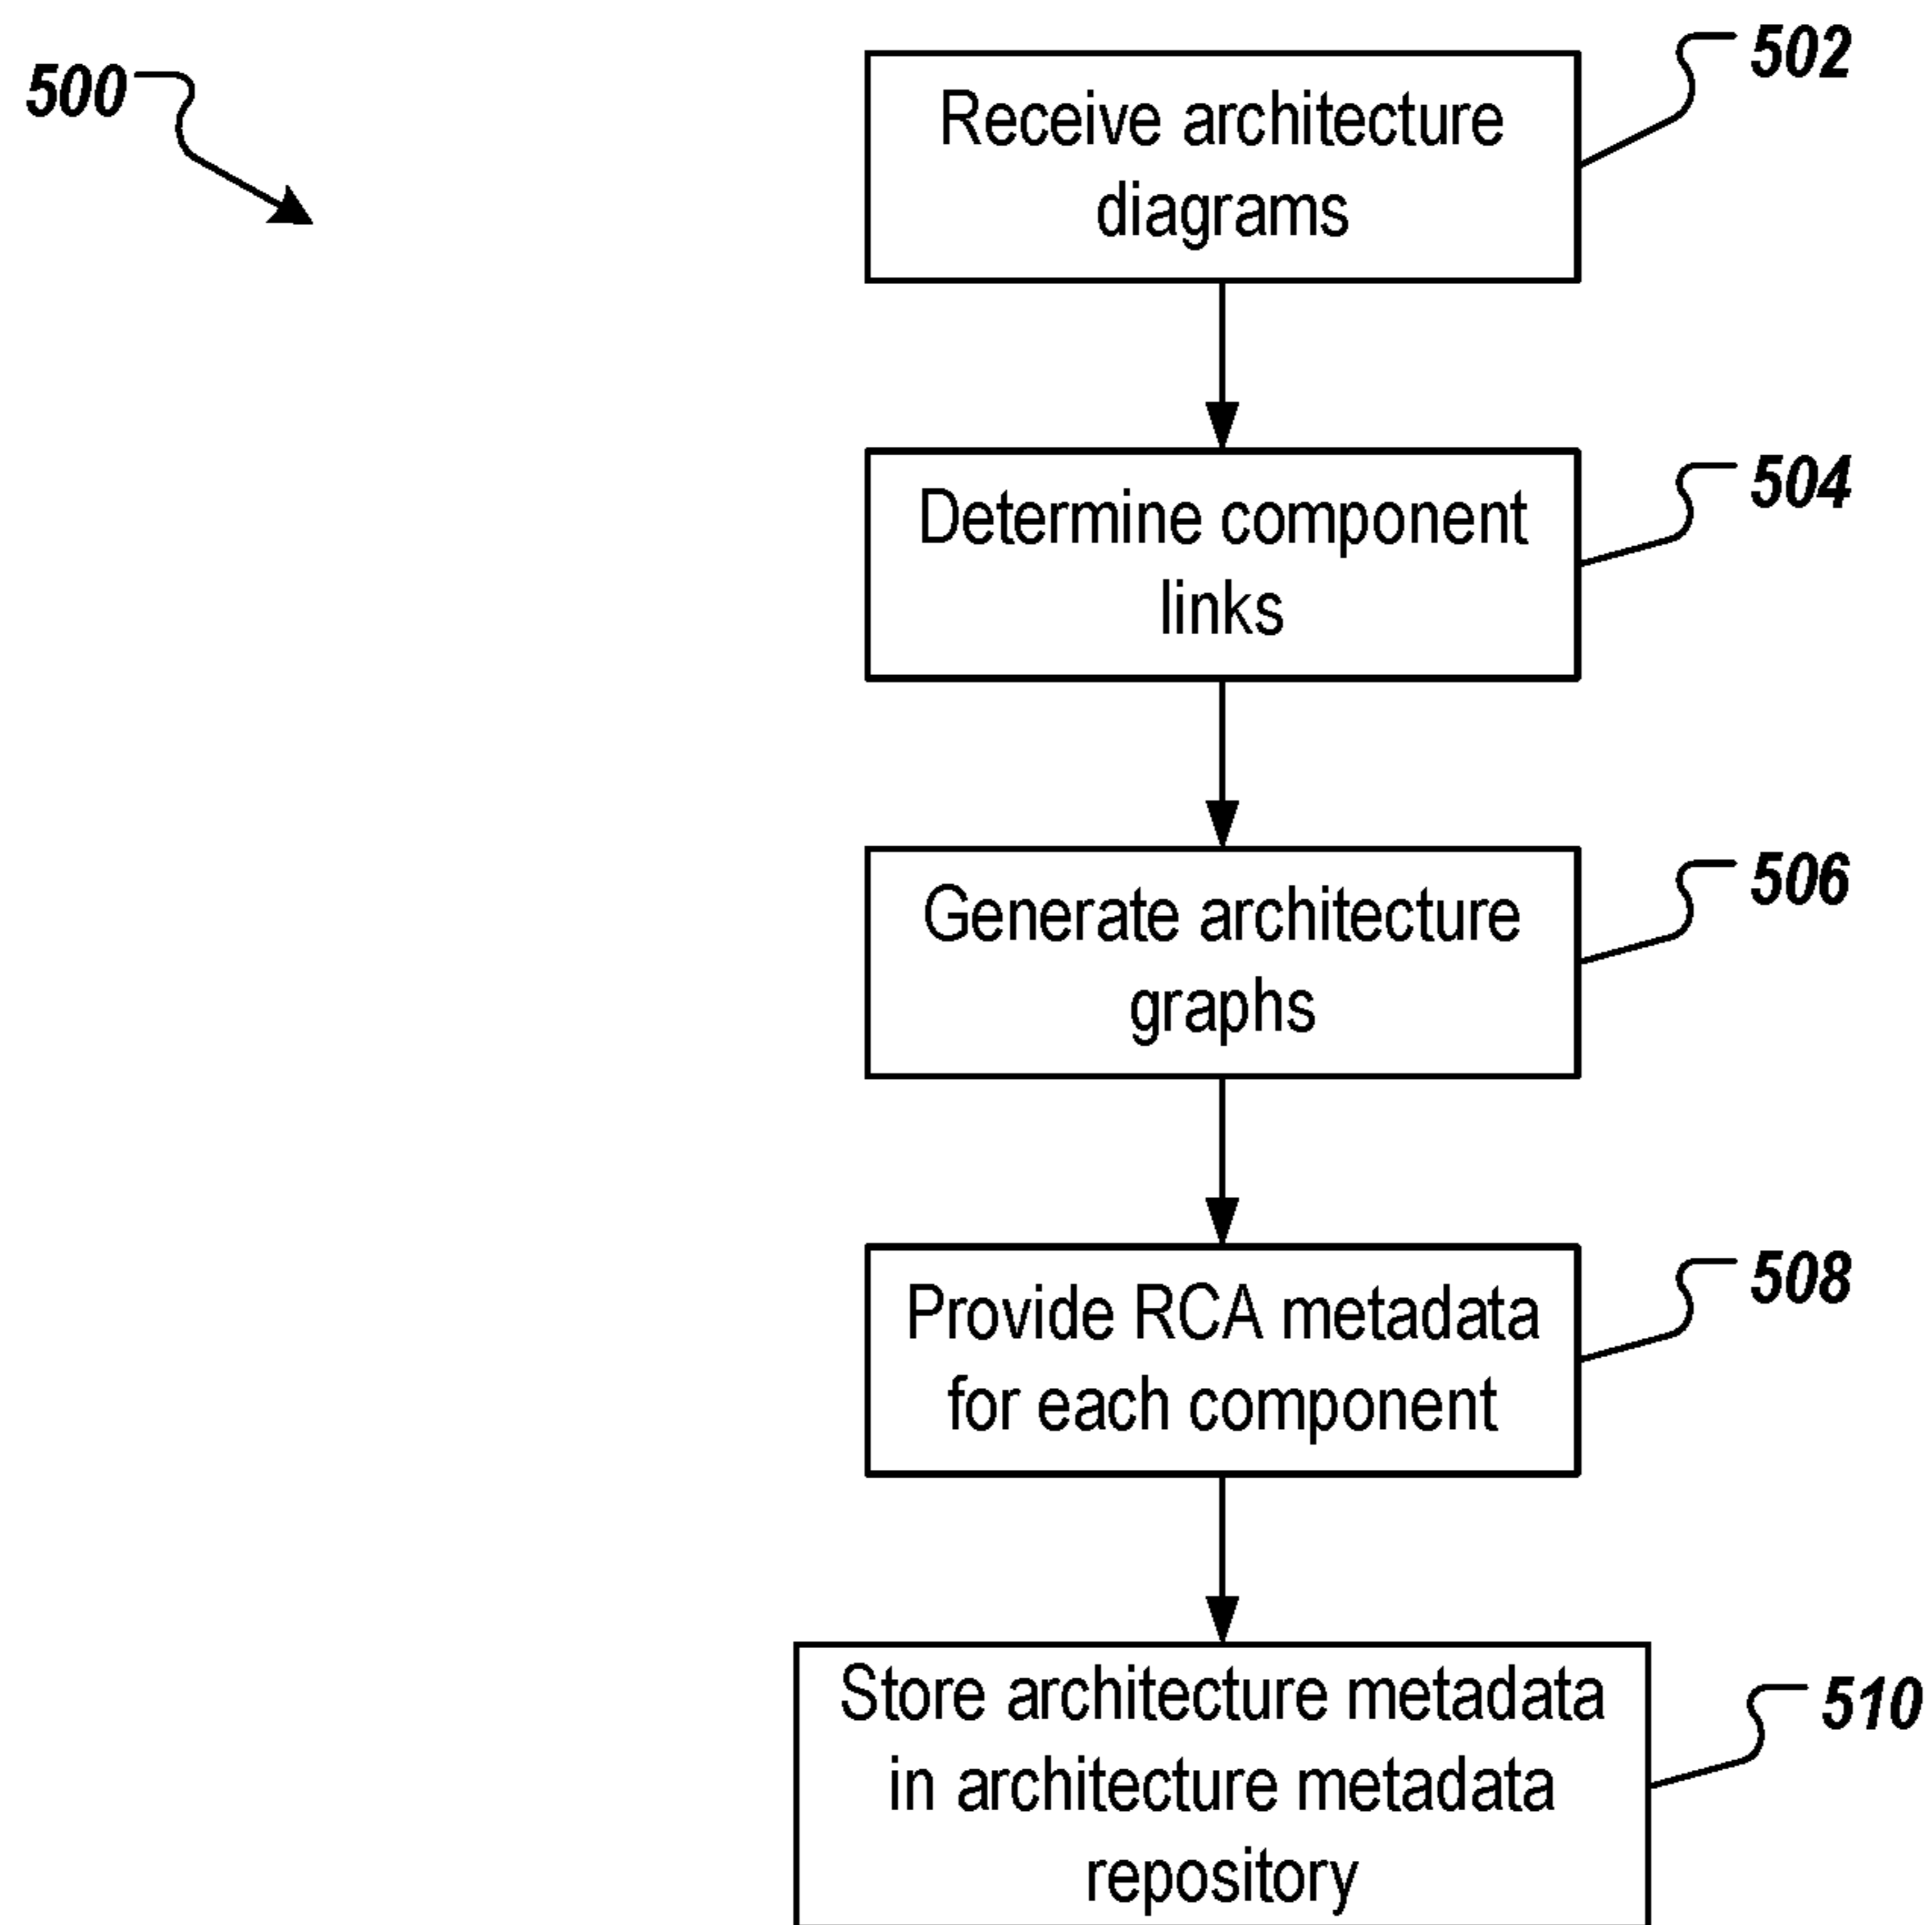 500
502
Receive architecture
diagrams
504
Determine component
links
506
Generate architecture
graphs
508
Provide RCA metadata
for each component
510
Store architecture metadata
in architecture metadata
repository